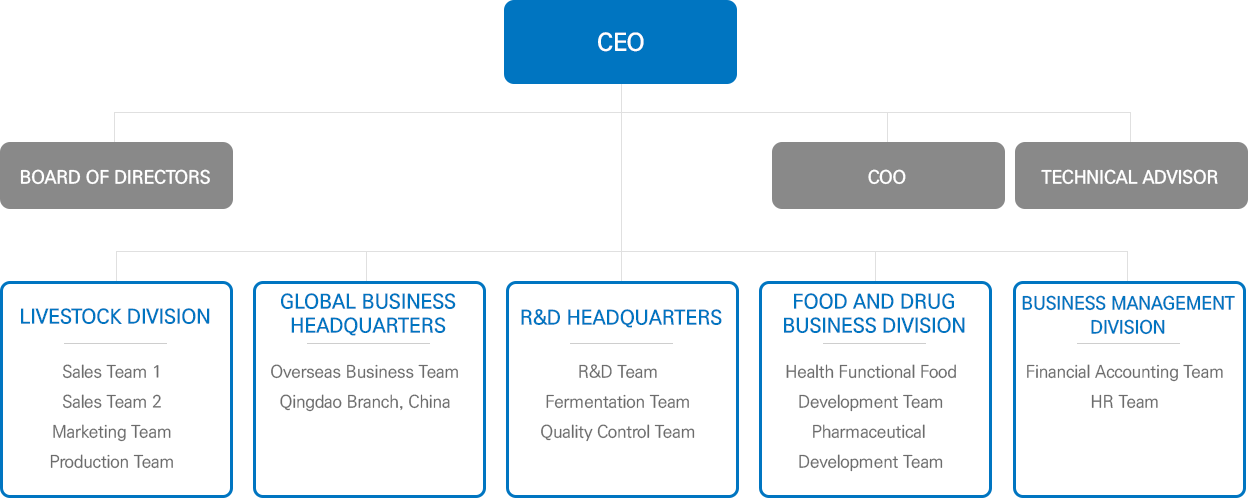 CEO
BOARD OF DIRECTORS
COO
TECHNICAL ADVISOR
LIVESTOCK DIVISION
Sales Team 1
Sales Team 2
Marketing Team
Production Team
GLOBAL BUSINESS
HEADQUARTERS
Overseas Business Team
Qingdao Branch, China
R&D HEADQUARTERS
R&D Team
Fermentation Team
Quality Control Team
FOOD AND DRUG
BUSINESS DIVISION
Health Functional Food
Development Team
Pharmaceutical
Development Team
BUSINESS MANAGEMENT
DIVISION
Financial Accounting Team
HR Team